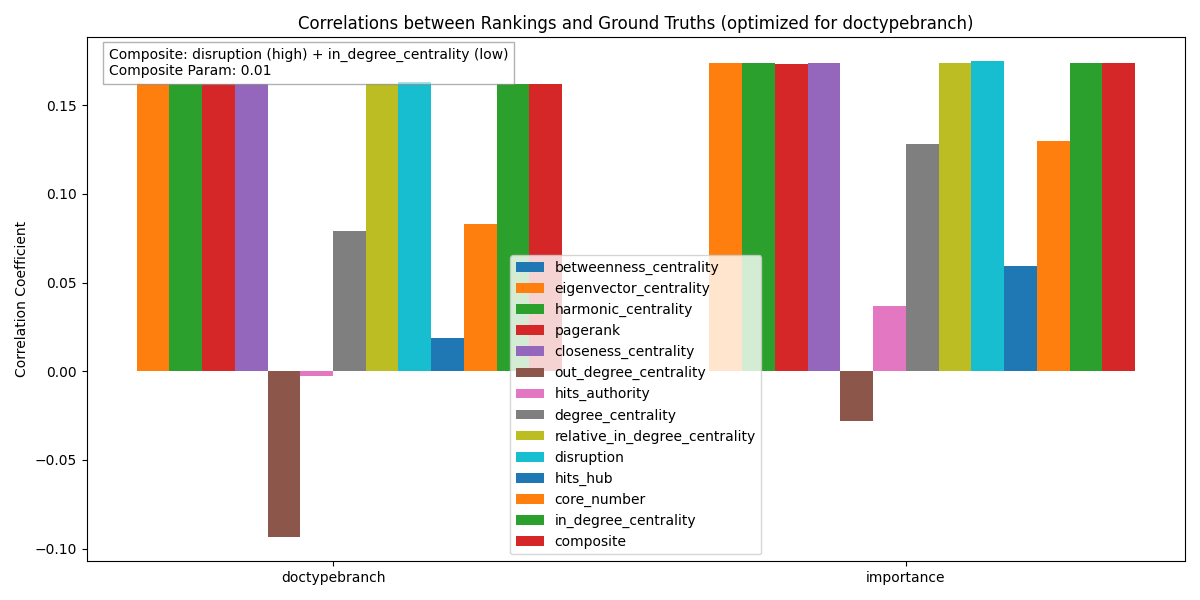 Correlations between Rankings and Ground Truths (optimized for doctypebranch)
Composite: disruption (high) + in_degree_centrality (low)
Composite Param: 0.01
Correlation Coefficient
0.15
0.10
0.05
0.00
−0.05
−0.10
betweenness_centrality
eigenvector_centrality
harmonic_centrality
pagerank
closeness_centrality
out_degree_centrality
hits_authority
degree_centrality
relative_in_degree_centrality
disruption
hits_hub
core_number
in_degree_centrality
composite
doctypebranch
importance